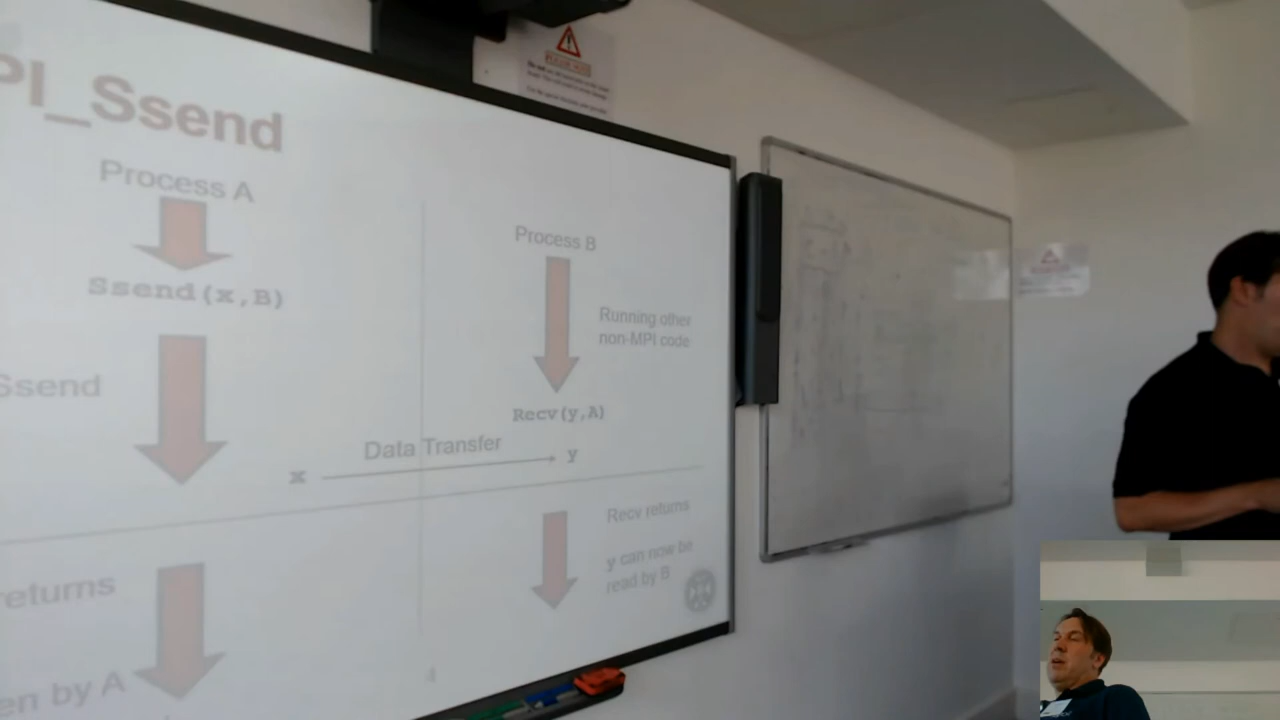 PI_Ssend
Process A
Ssend(x,B)
Ssend
Process B
Running other
non-MPI code
Recv(y,A)
Data Transfer
x
y
returns
en by A
Recv returns
y can now be
read by B
4